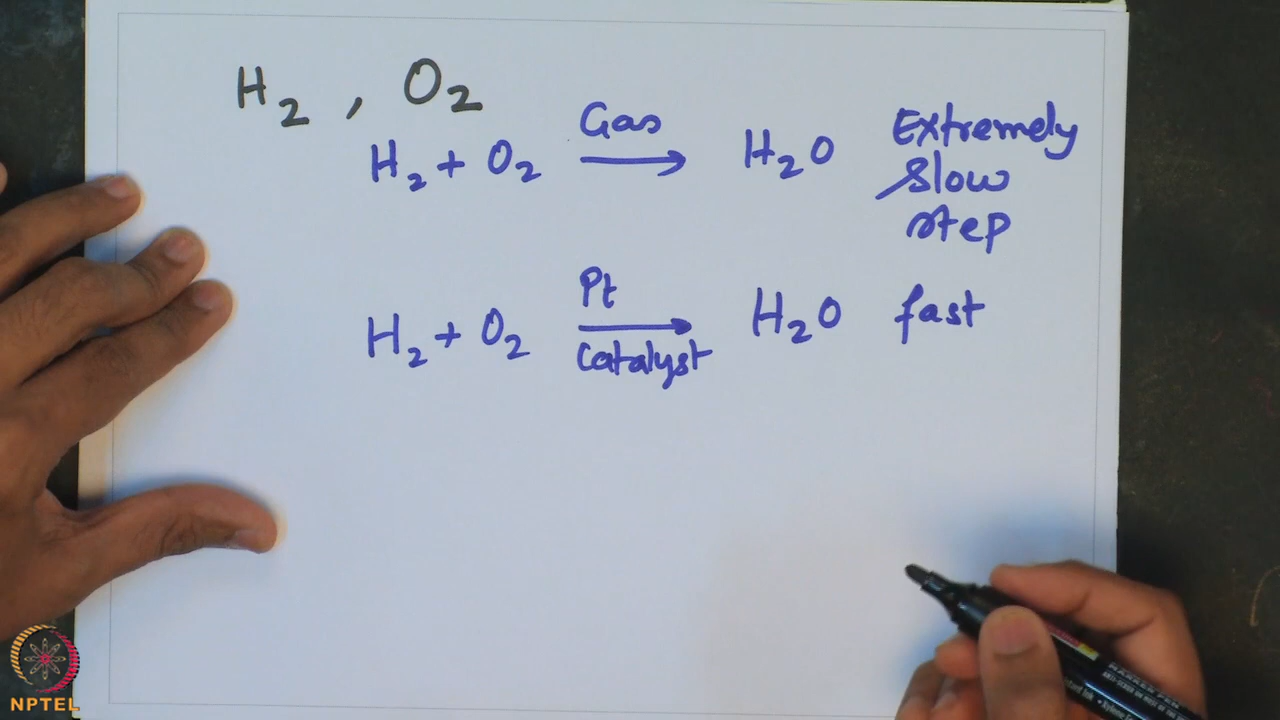 H₂ , O₂
Gas
H₂ + O₂ → H₂O Extremely
slow
step
Pt
H₂ + O₂ → H₂O fast
Catalyst
NPTEL